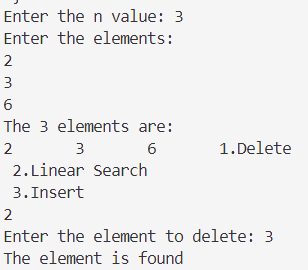 Enter the n value: 3
Enter the elements:
2
3
6
The 3 elements are:
2 3 6 1.Delete
2.Linear Search
3.Insert
2
Enter the element to delete: 3
The element is found